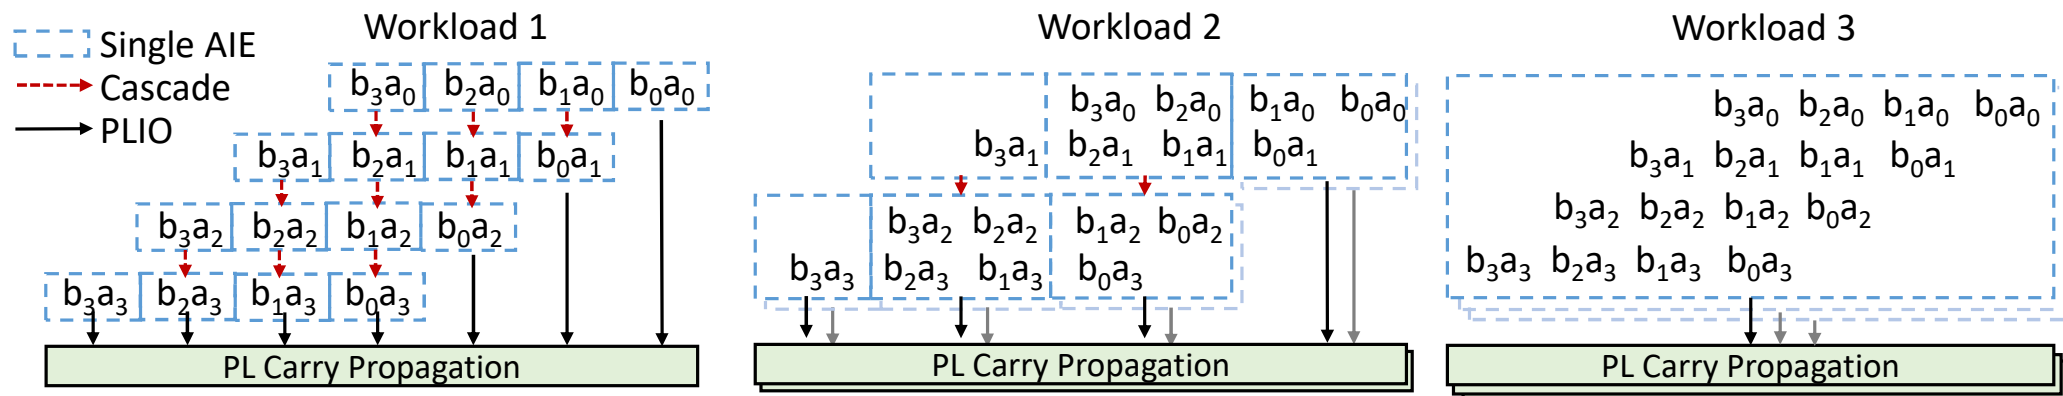 Single AIE
Cascade
PLIO
Workload 1
b₃a₀ b₂a₀ b₁a₀ b₀a₀
b₃a₁ b₂a₁ b₁a₁ b₀a₁
b₃a₂ b₂a₂ b₁a₂ b₀a₂
b₃a₃ b₂a₃ b₁a₃ b₀a₃
PL Carry Propagation
Workload 2
b₃a₀ b₂a₀ b₁a₀ b₀a₀
b₃a₁ b₂a₁ b₁a₁ b₀a₁
b₃a₂ b₂a₂ b₁a₂ b₀a₂
b₃a₃ b₂a₃ b₁a₃ b₀a₃
PL Carry Propagation
Workload 3
b₃a₀ b₂a₀ b₁a₀ b₀a₀
b₃a₁ b₂a₁ b₁a₁ b₀a₁
b₃a₂ b₂a₂ b₁a₂ b₀a₂
b₃a₃ b₂a₃ b₁a₃ b₀a₃
PL Carry Propagation